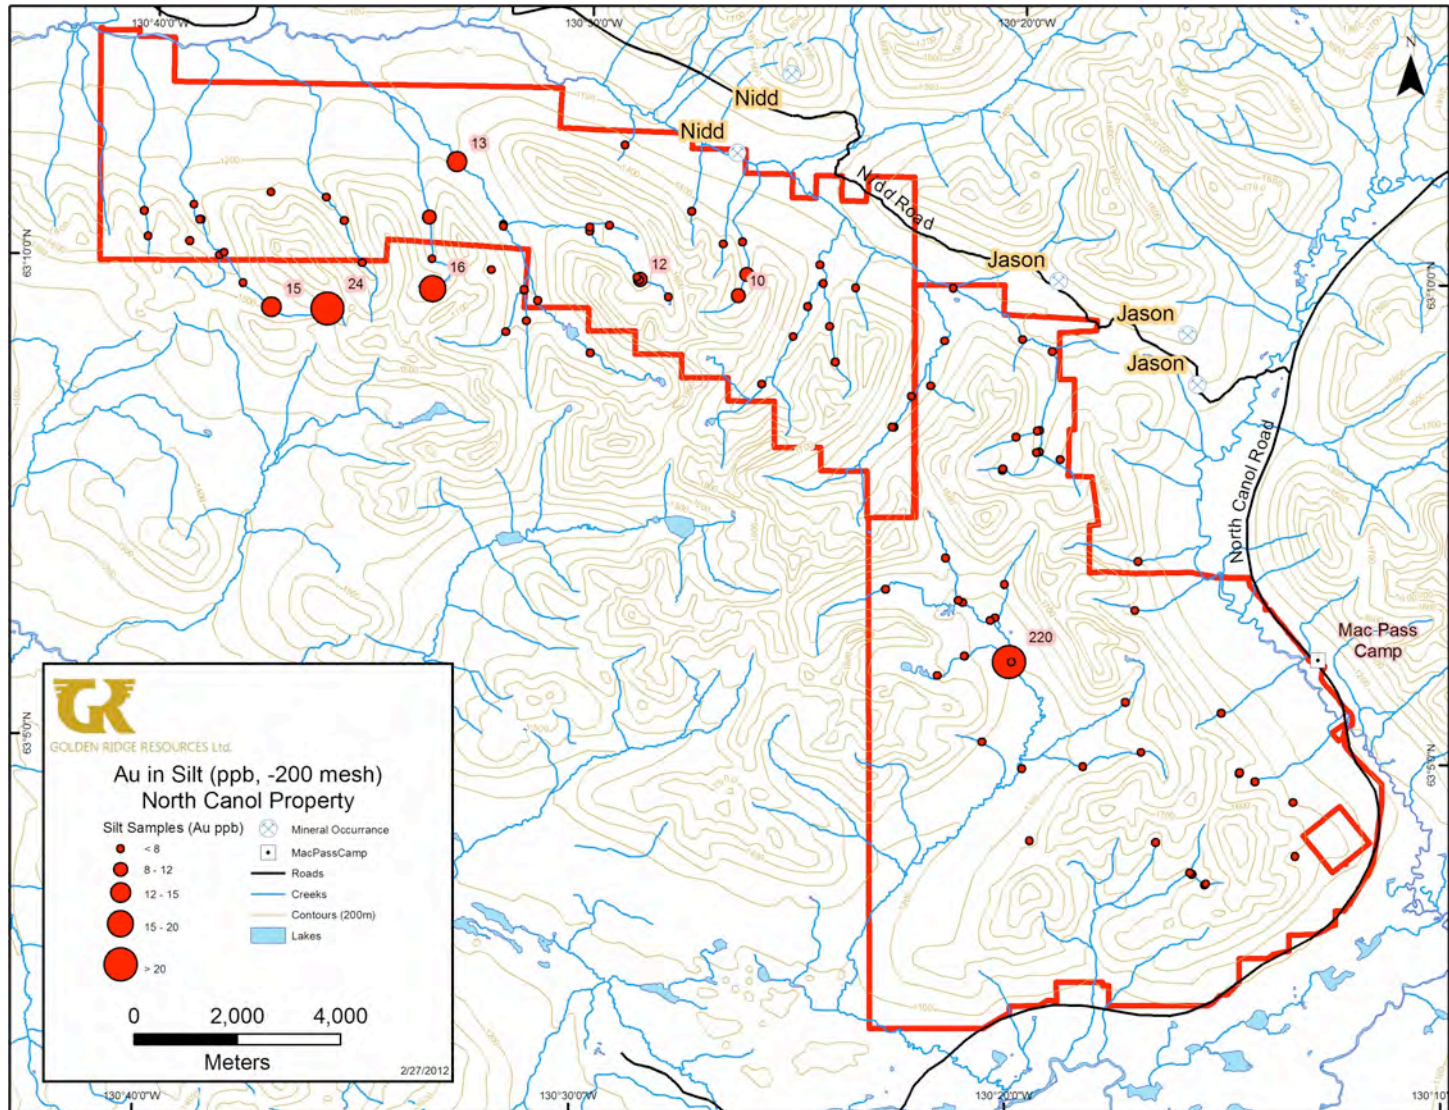 130°40'0"W
130°30'0"W
130°20'0"W
N
Nidd
Nidd
13
Nidd Road
63°10'0"N
63°10'0"N
15
24
16
12
10
Jason
Jason
Jason
North Canol Road
220
Mac Pass
Camp
63°5'0"N
63°5'0"N
GR
GOLDEN RIDGE RESOURCES Ltd.
Au in Silt (ppb, -200 mesh)
North Canol Property
Silt Samples (Au ppb)
< 8
8 - 12
12 - 15
15 - 20
> 20
Mineral Occurrance
MacPassCamp
Roads
Creeks
Contours (200m)
Lakes
0 2,000 4,000
Meters
2/27/2012
130°40'0"W
130°30'0"W
130°20'0"W